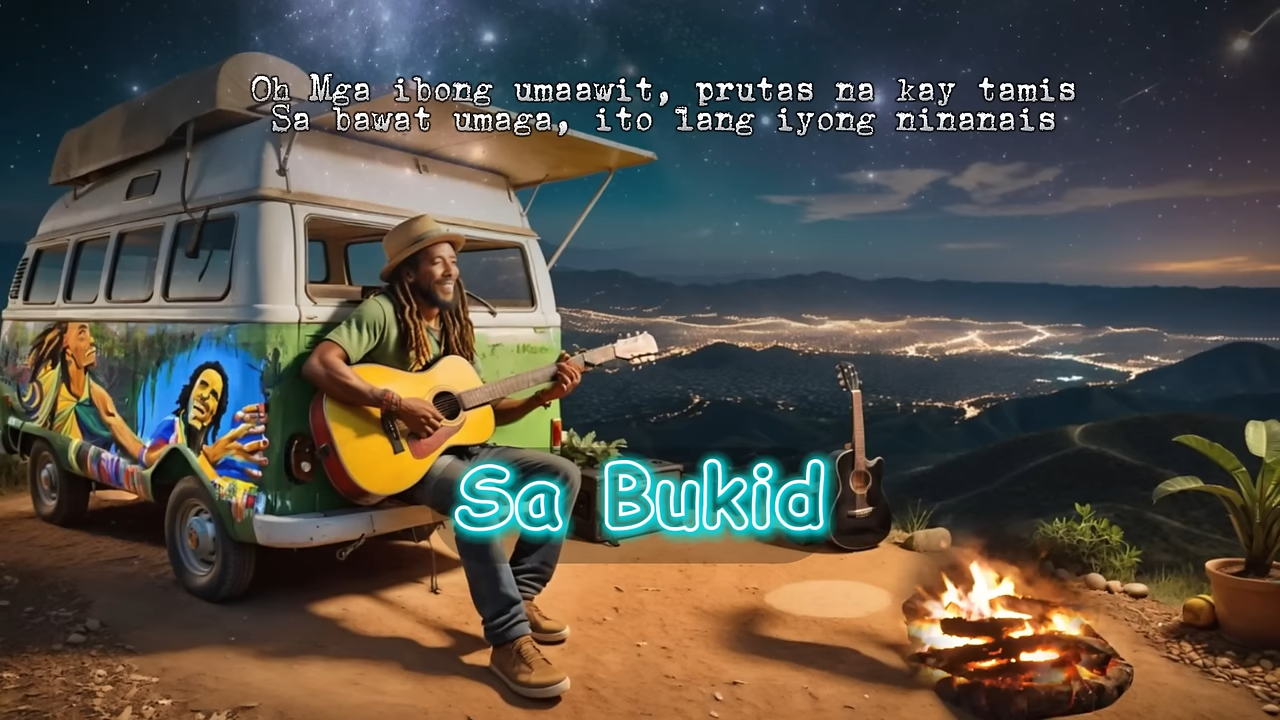 Oh Mga ibong umaawit, prutas na kay tamis
Sa bawat umaga, ito lang iyong ninanais
Sa Bukid